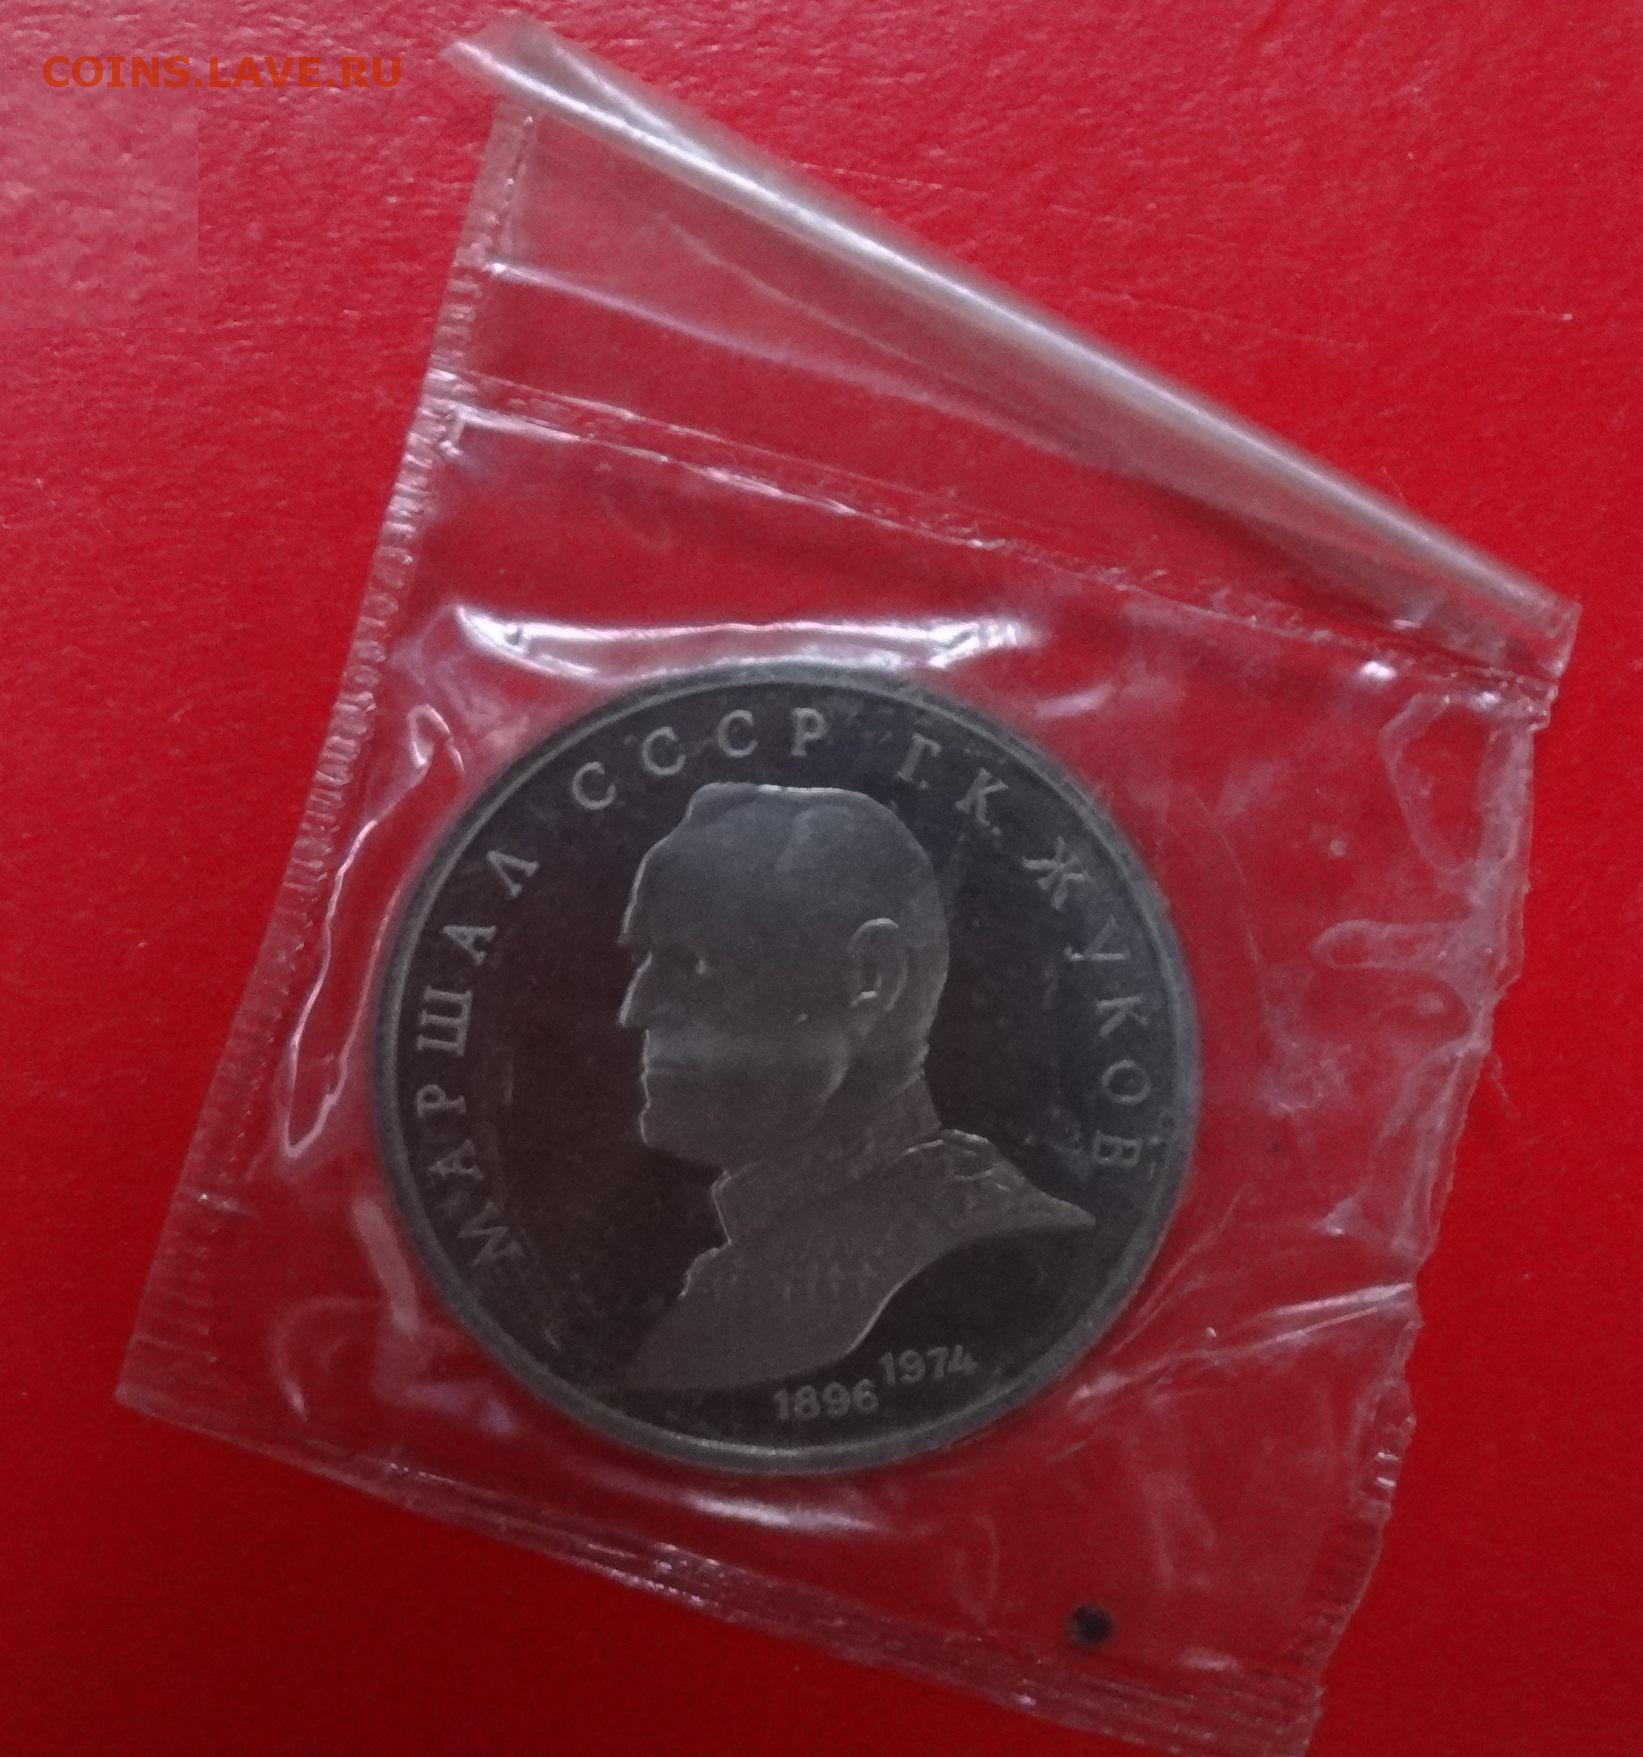 COINS.LAVE.RU
МАРШАЛ СССР Г. К. ЖУКОВ
1896 1974